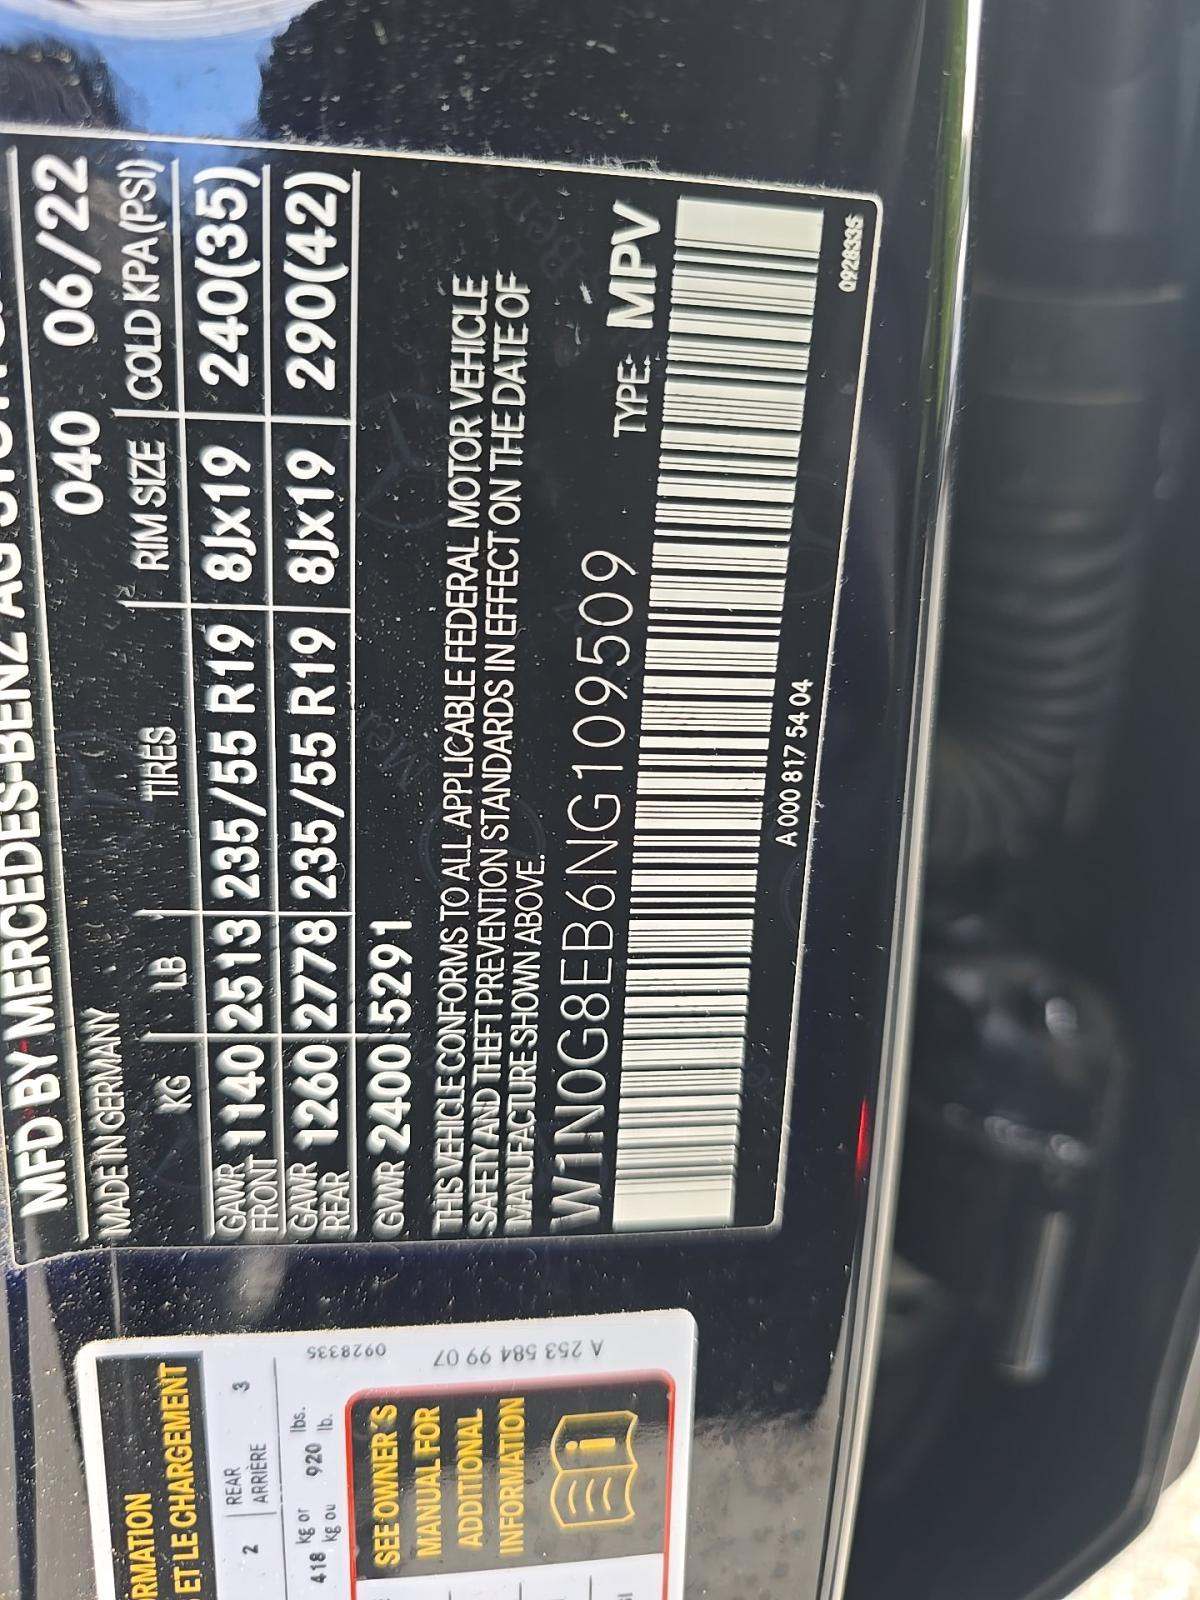 MFD BY MERCEDES-BENZ AG
MADE IN GERMANY 040 06/22
KG LB TIRES RIM SIZE COLD KPA (PSI)
GAWR
FRONT 1140 2513 235/55 R19 8Jx19 240(35)
GAWR
REAR 1260 2778 235/55 R19 8Jx19 290(42)
GVWR 2400 5291
THIS VEHICLE CONFORMS TO ALL APPLICABLE FEDERAL MOTOR VEHICLE
SAFETY AND THEFT PREVENTION STANDARDS IN EFFECT ON THE DATE OF
MANUFACTURE SHOWN ABOVE.
W1N0G8EB6NG109509 TYPE: MPV
A 000 817 54 04
0928335
ET LE CHARGEMENT
2 REAR
ARRIÈRE 3
418 kg or
kg ou 920 lbs.
lb.
SEE OWNER'S
MANUAL FOR
ADDITIONAL
INFORMATION
0928335
A 253 584 99 07